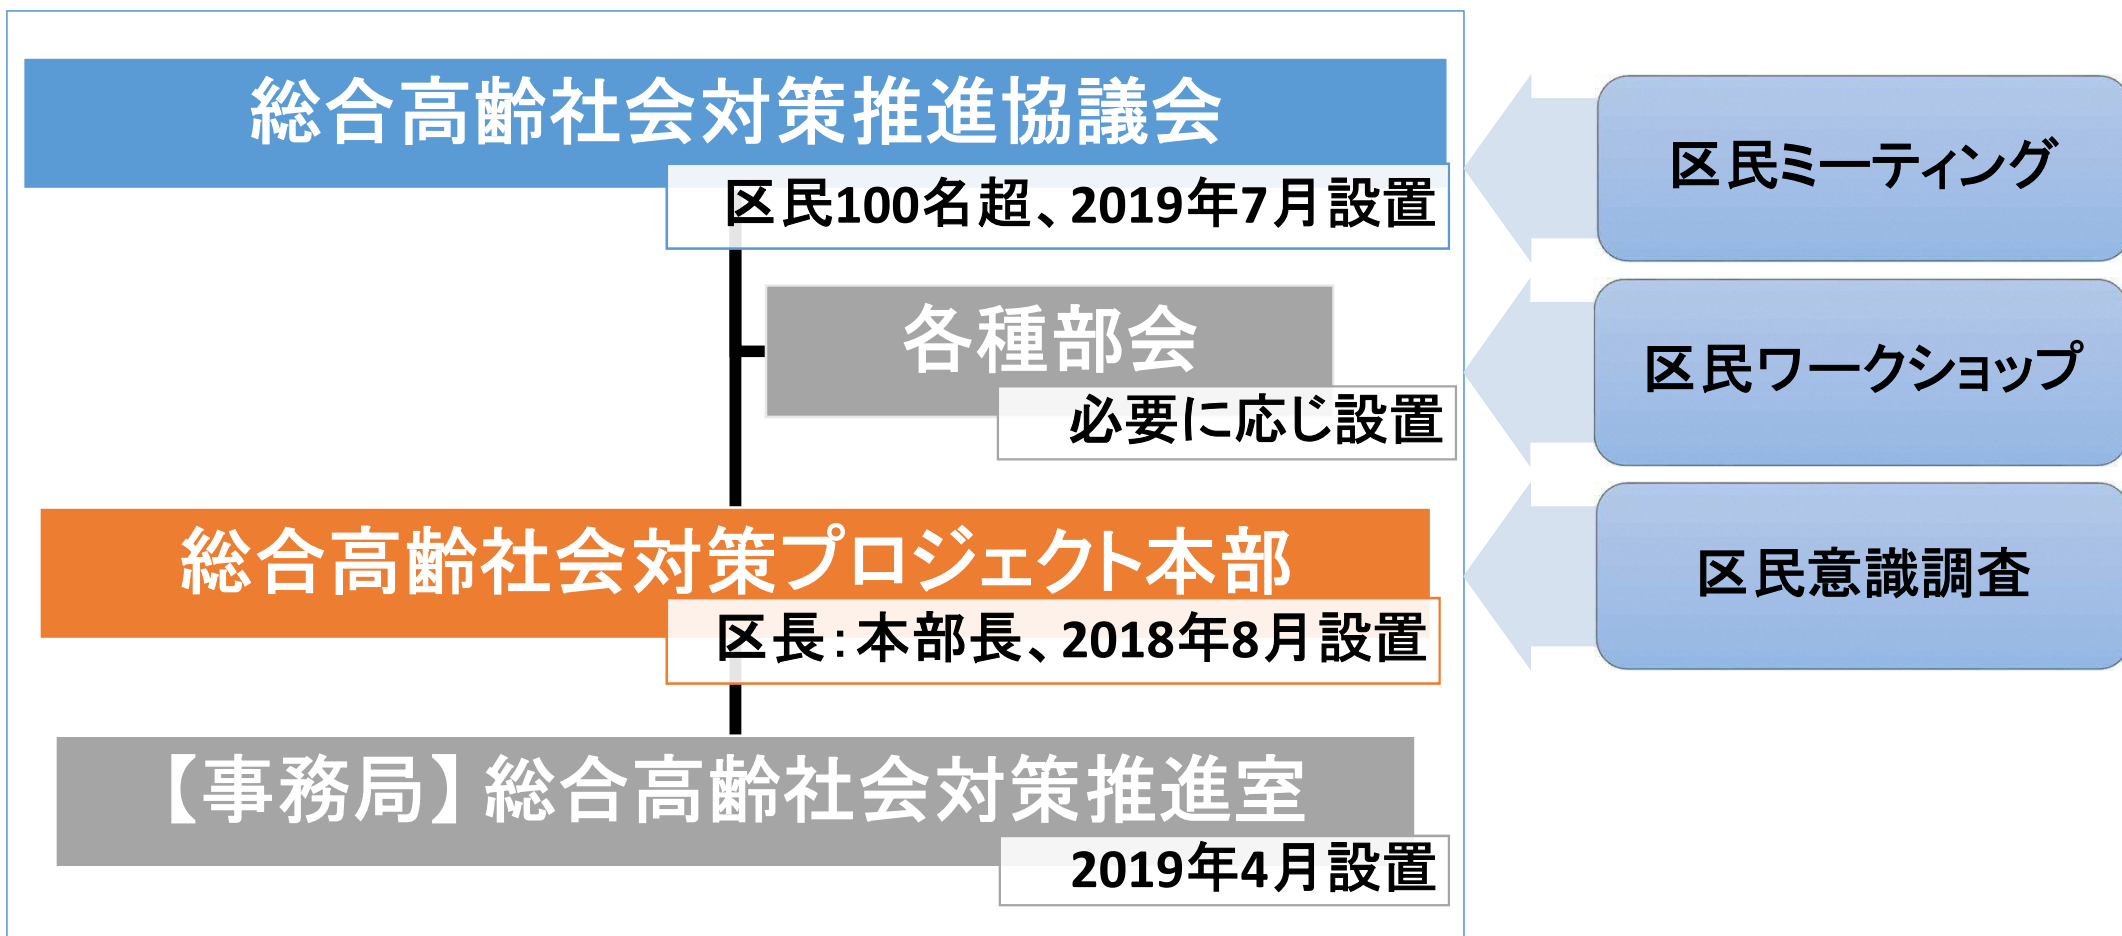 総合高齢社会対策推進協議会
区民100名超、2019年7月設置
各種部会
必要に応じ設置
総合高齢社会対策プロジェクト本部
区長：本部長、2018年8月設置
【事務局】総合高齢社会対策推進室
2019年4月設置
区民ミーティング
区民ワークショップ
区民意識調査